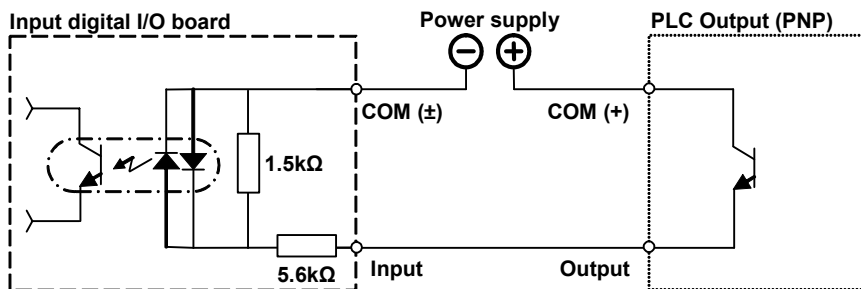 Input digital I/O board
Power supply
PLC Output (PNP)
COM (±)
COM (+)
1.5kΩ
5.6kΩ
Input
Output